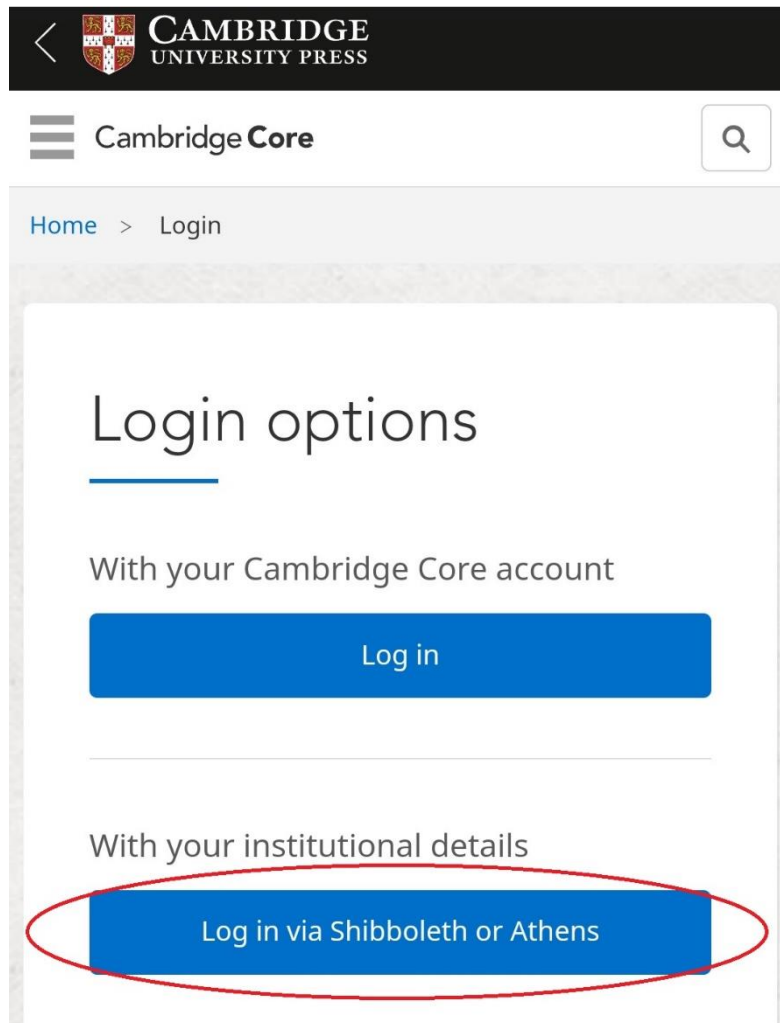 CAMBRIDGE
UNIVERSITY PRESS
Cambridge Core
Home > Login
Login options
With your Cambridge Core account
Log in
With your institutional details
Log in via Shibboleth or Athens